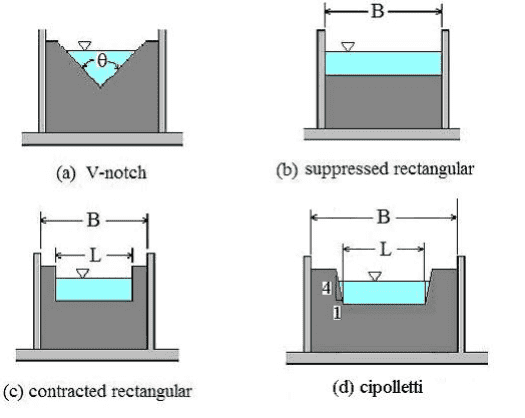 θ
(a) V-notch
B
(b) suppressed rectangular
B
L
(c) contracted rectangular
B
L
4
1
(d) cipolletti